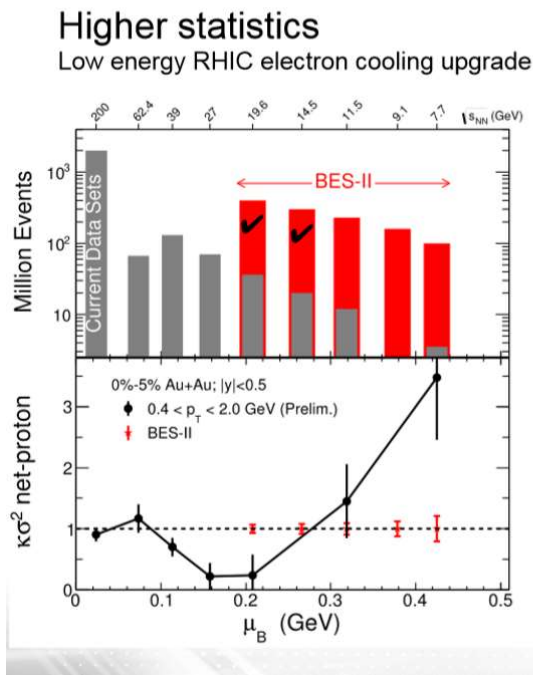 Higher statistics
Low energy RHIC electron cooling upgrade
200 62.4 39 27 19.6 14.5 11.5 9.1 7.7 √sNN (GeV)
BES-II
Current Data Sets
Million Events
10³
10²
10
0%-5% Au+Au; |y|<0.5
0.4 < pT < 2.0 GeV (Prelim.)
BES-II
κσ² net-proton
3
2
1
0
0 0.1 0.2 0.3 0.4 0.5
μB (GeV)